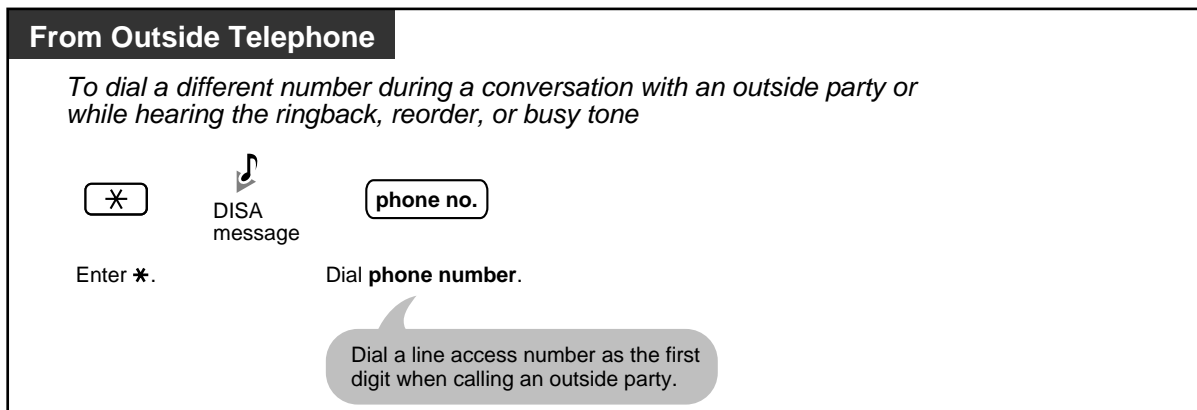 From Outside Telephone
To dial a different number during a conversation with an outside party or
while hearing the ringback, reorder, or busy tone
DISA
message
phone no.
Enter *.
Dial phone number.
Dial a line access number as the first
digit when calling an outside party.